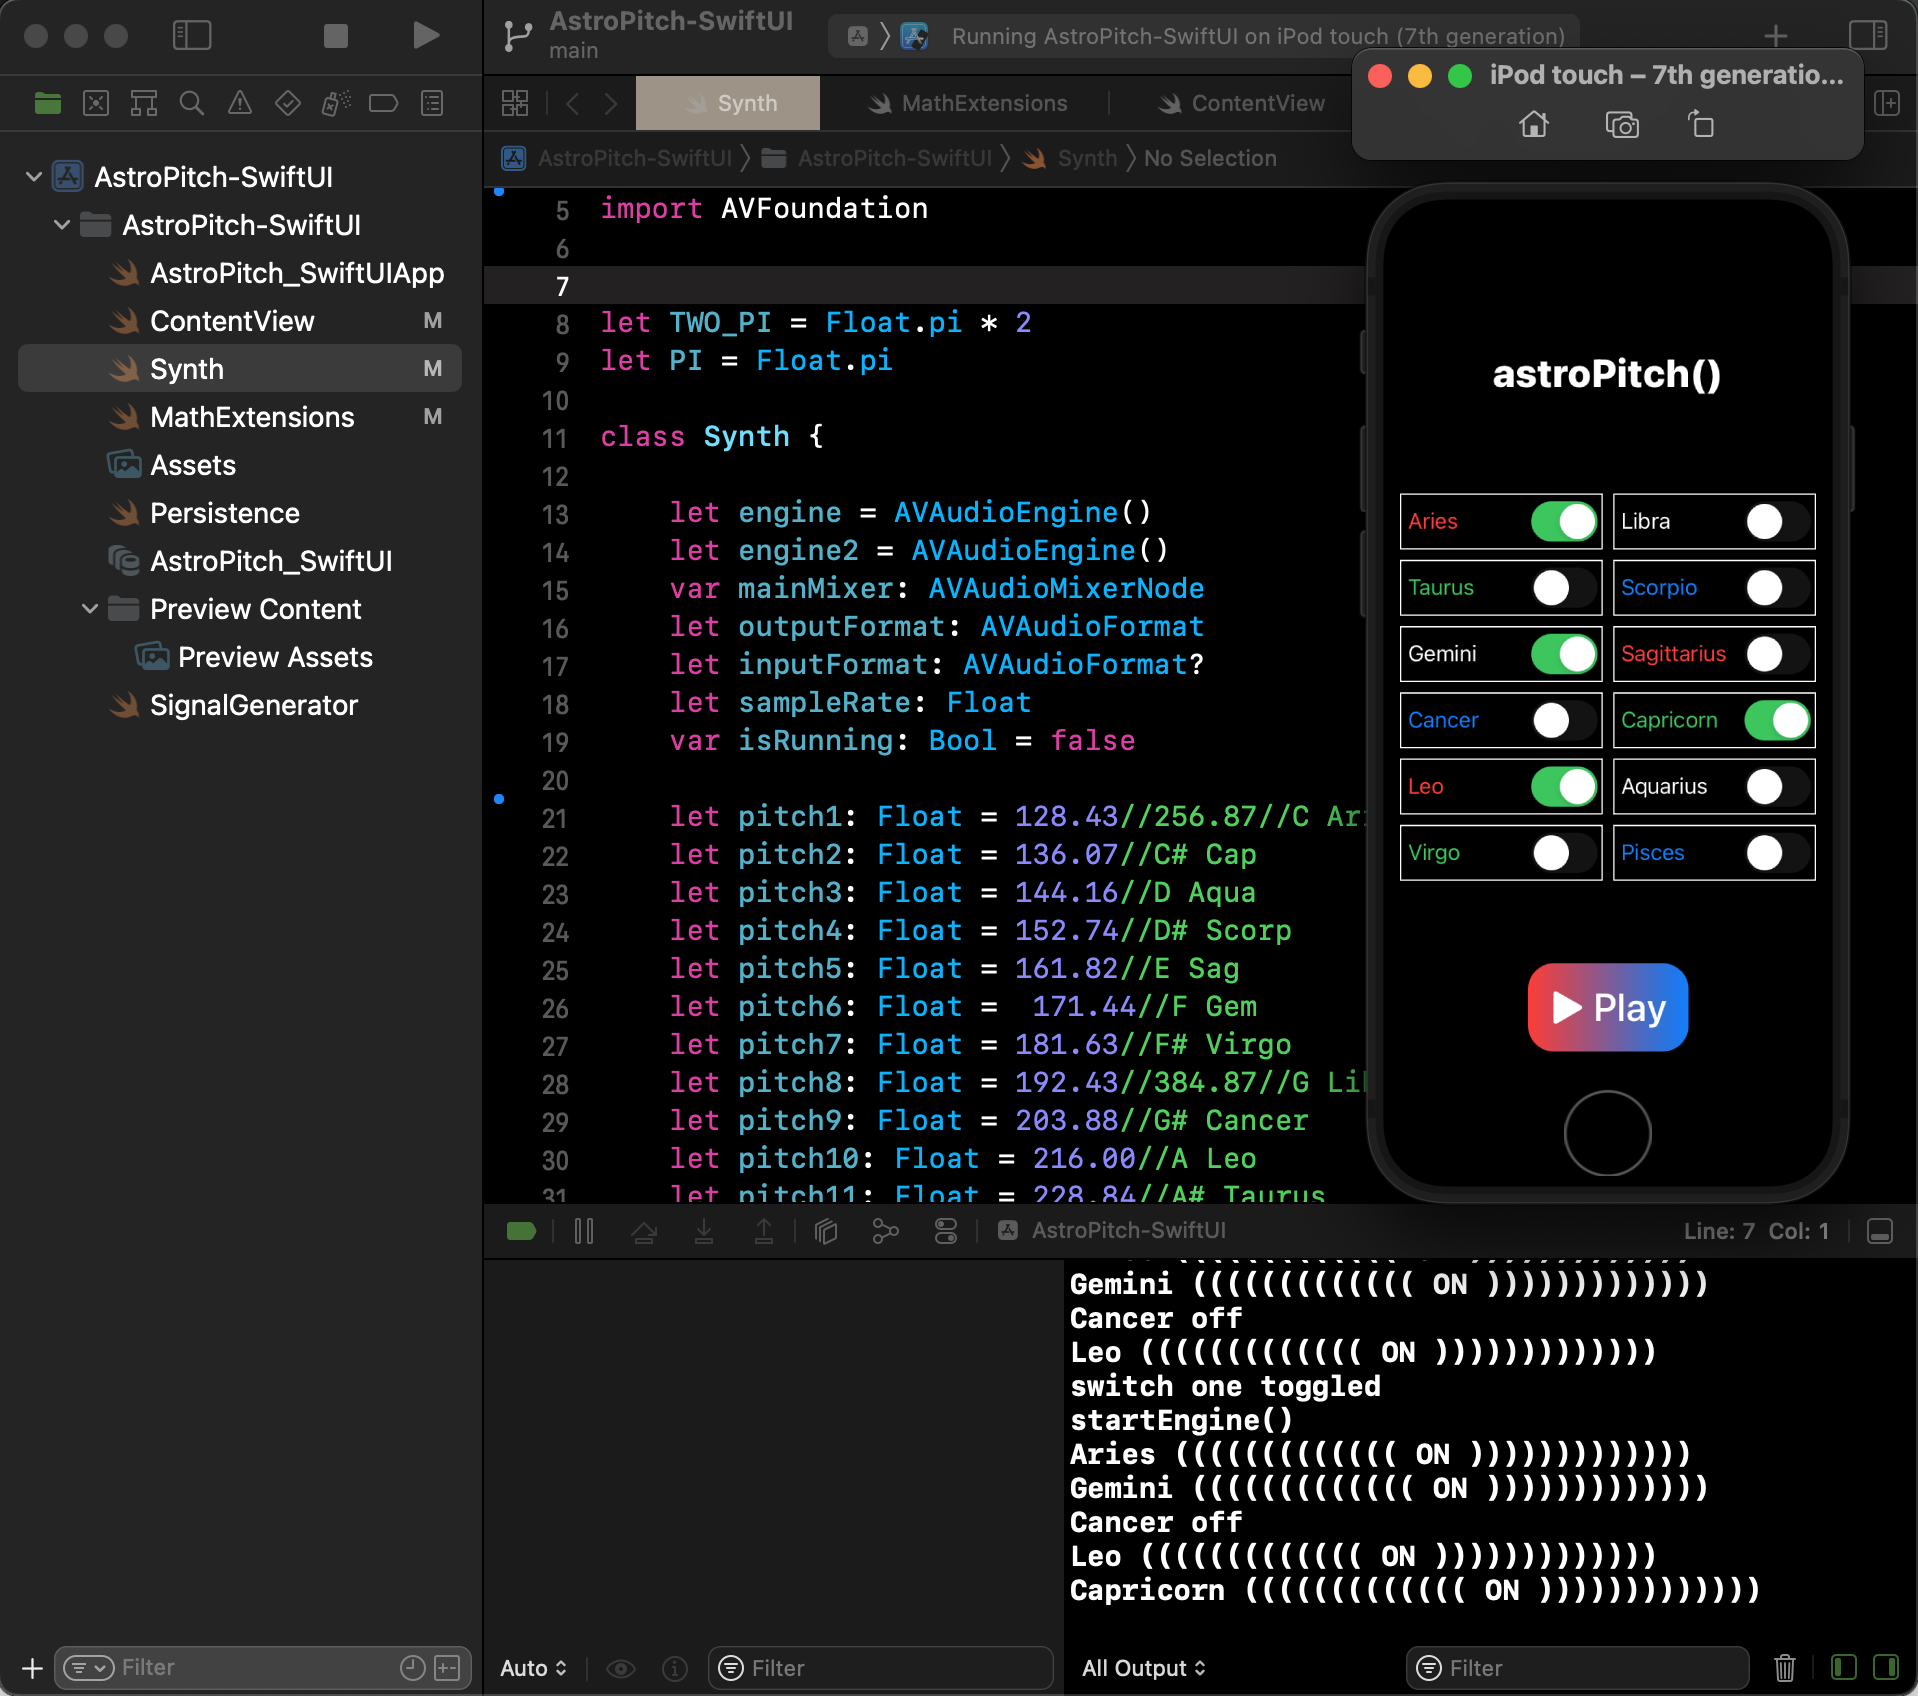 AstroPitch-SwiftUI
main
Running AstroPitch-SwiftUI on iPod touch (7th generation)
iPod touch – 7th generatio...
Synth
MathExtensions
ContentView
AstroPitch-SwiftUI
AstroPitch-SwiftUI
Synth
No Selection
AstroPitch-SwiftUI
AstroPitch-SwiftUI
AstroPitch_SwiftUIApp
ContentView M
Synth M
MathExtensions M
Assets
Persistence
AstroPitch_SwiftUI
Preview Content
Preview Assets
SignalGenerator
5 import AVFoundation
6
7
8 let TWO_PI = Float.pi * 2
9 let PI = Float.pi
10
11 class Synth {
12
13 let engine = AVAudioEngine()
14 let engine2 = AVAudioEngine()
15 var mainMixer: AVAudioMixerNode
16 let outputFormat: AVAudioFormat
17 let inputFormat: AVAudioFormat?
18 let sampleRate: Float
19 var isRunning: Bool = false
20
21 let pitch1: Float = 128.43//256.87//C Ar
22 let pitch2: Float = 136.07//C# Cap
23 let pitch3: Float = 144.16//D Aqua
24 let pitch4: Float = 152.74//D# Scorp
25 let pitch5: Float = 161.82//E Sag
26 let pitch6: Float =  171.44//F Gem
27 let pitch7: Float = 181.63//F# Virgo
28 let pitch8: Float = 192.43//384.87//G Li
29 let pitch9: Float = 203.88//G# Cancer
30 let pitch10: Float = 216.00//A Leo
31 let pitch11: Float = 228.84//A# Taurus
astroPitch()
Aries
Libra
Taurus
Scorpio
Gemini
Sagittarius
Cancer
Capricorn
Leo
Aquarius
Virgo
Pisces
Play
AstroPitch-SwiftUI
Line: 7 Col: 1
Gemini ((((((((((((( ON )))))))))))))
Cancer off
Leo ((((((((((((( ON )))))))))))))
switch one toggled
startEngine()
Aries ((((((((((((( ON )))))))))))))
Gemini ((((((((((((( ON )))))))))))))
Cancer off
Leo ((((((((((((( ON )))))))))))))
Capricorn ((((((((((((( ON )))))))))))))
Filter
Auto
Filter
All Output
Filter